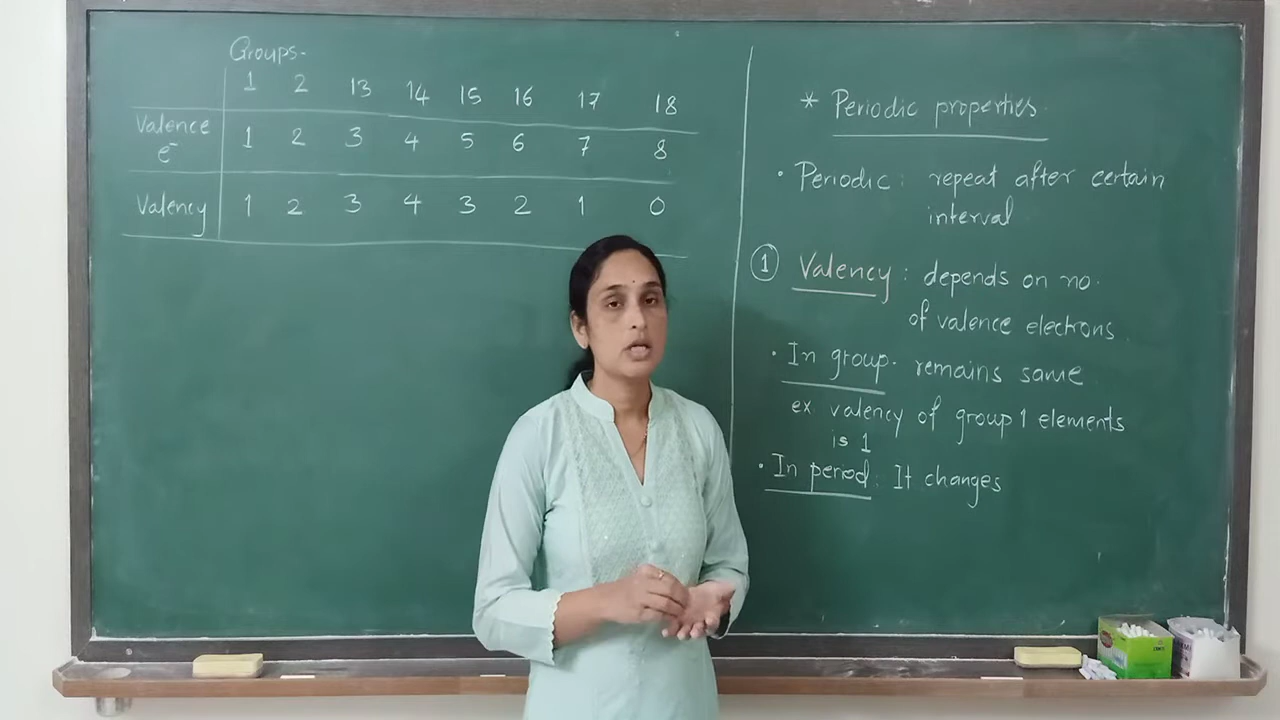 Groups-
1 2 13 14 15 16 17 18
Valence
e⁻ 1 2 3 4 5 6 7 8
Valency 1 2 3 4 3 2 1 0
* Periodic properties
• Periodic : repeat after certain
interval
① Valency : depends on no.
of valence electrons.
• In group. remains same
ex valency of group 1 elements
is 1
• In period : It changes